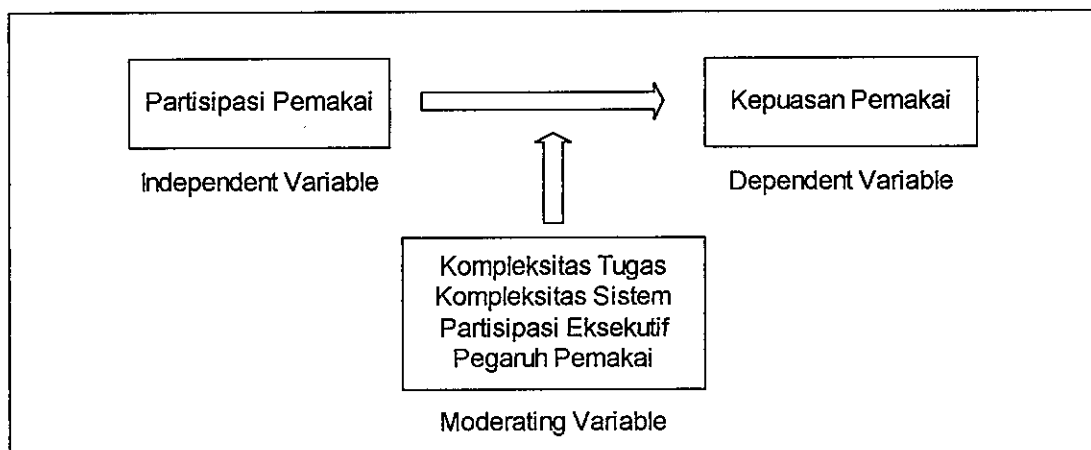 Partisipasi Pemakai
Kepuasan Pemakai
Independent Variable
Dependent Variable
Kompleksitas Tugas
Kompleksitas Sistem
Partisipasi Eksekutif
Pegaruh Pemakai
Moderating Variable